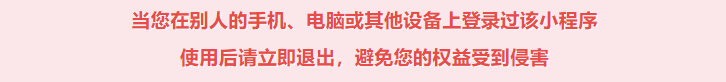 当您在别人的手机、电脑或其他设备上登录过该小程序
使用后请立即退出，避免您的权益受到侵害